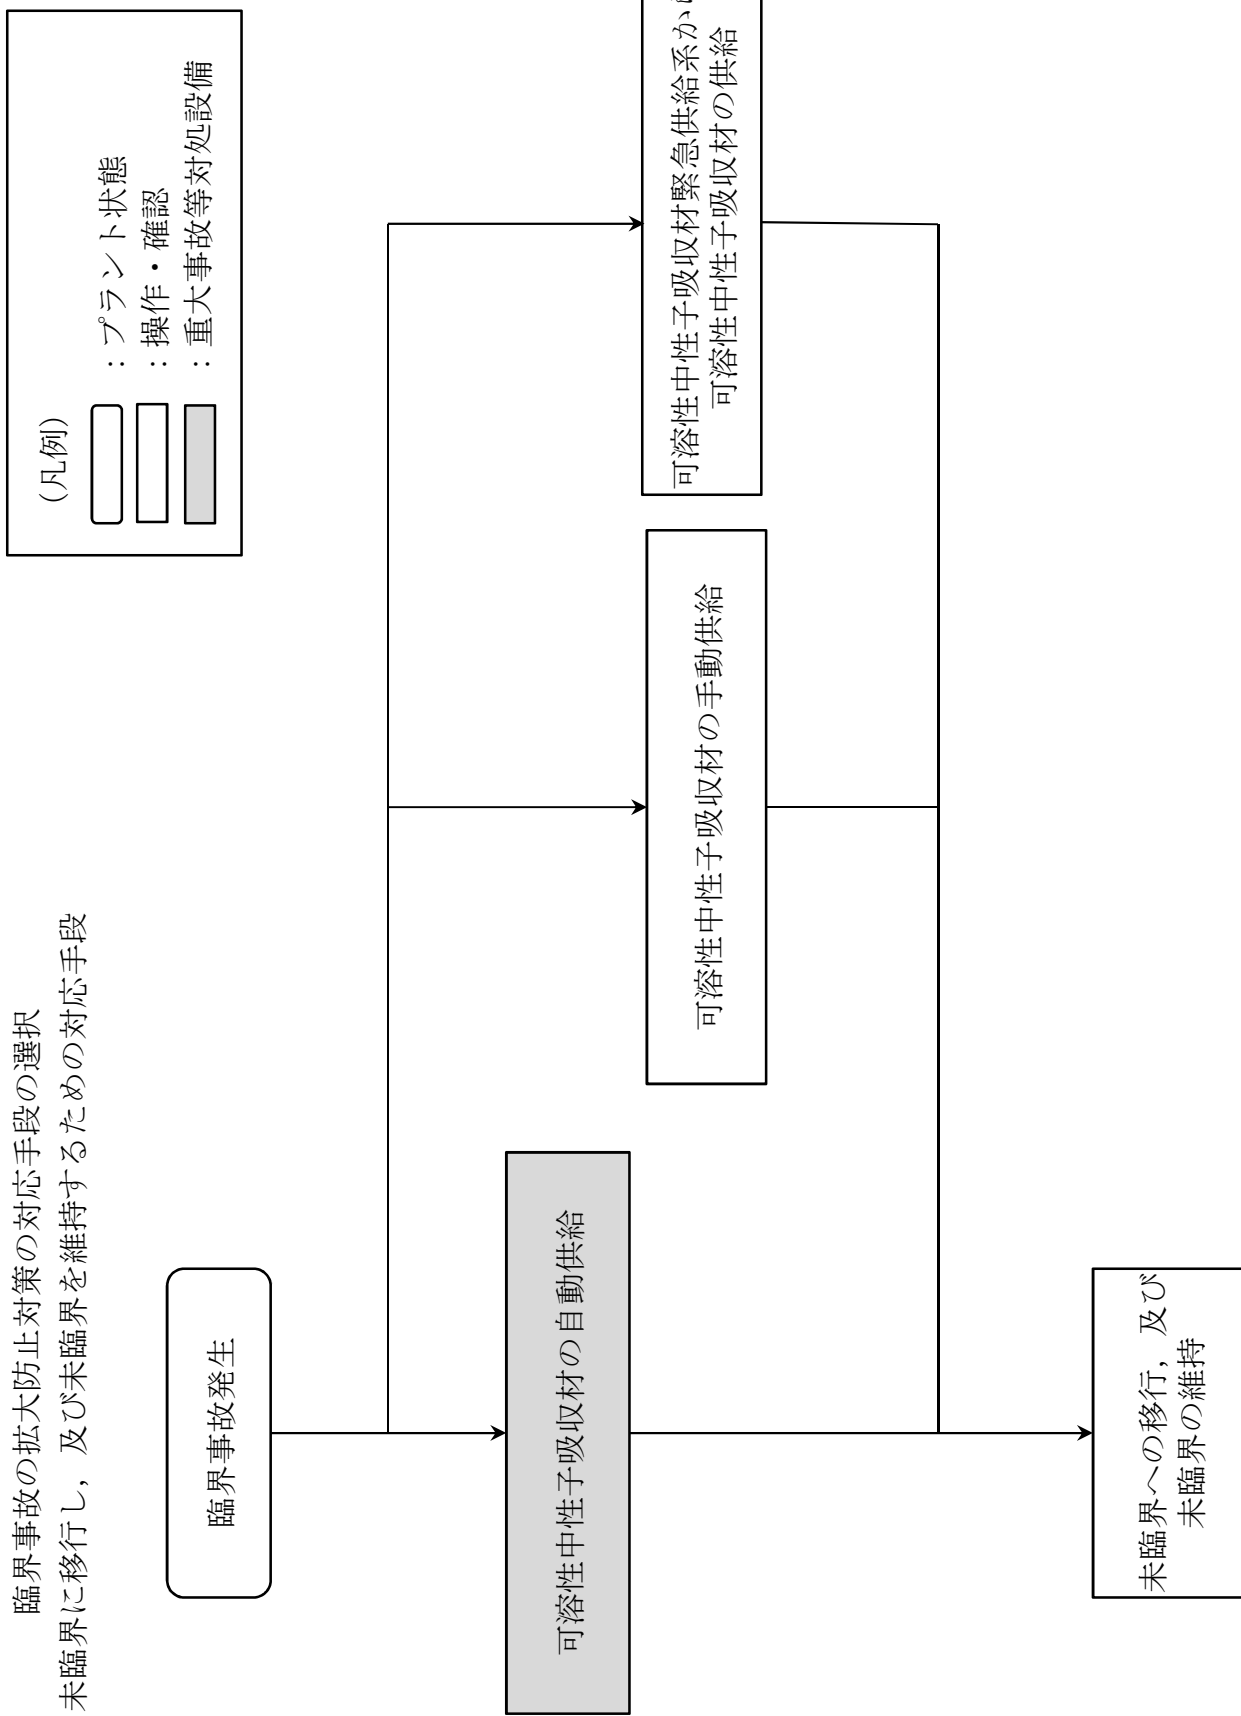 臨界事故の拡大防止対策の対応手段の選択
未臨界に移行し，及び未臨界を維持するための対応手段
(凡例)
：プラント状態
：操作・確認
：重大事故等対処設備
臨界事故発生
可溶性中性子吸収材の自動供給
可溶性中性子吸収材の手動供給
可溶性中性子吸収材緊急供給系か
可溶性中性子吸収材の供給
未臨界への移行，及び
未臨界の維持